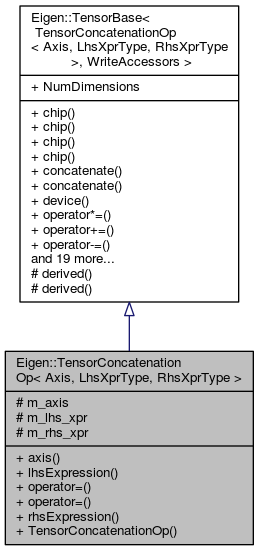 Eigen::TensorBase<
TensorConcatenationOp
< Axis, LhsXprType, RhsXprType
>, WriteAccessors >
+ NumDimensions
+ chip()
+ chip()
+ chip()
+ chip()
+ concatenate()
+ concatenate()
+ device()
+ operator*=()
+ operator+=()
+ operator-=()
and 19 more...
# derived()
# derived()
Eigen::TensorConcatenation
Op< Axis, LhsXprType, RhsXprType >
# m_axis
# m_lhs_xpr
# m_rhs_xpr
+ axis()
+ lhsExpression()
+ operator=()
+ operator=()
+ rhsExpression()
+ TensorConcatenationOp()